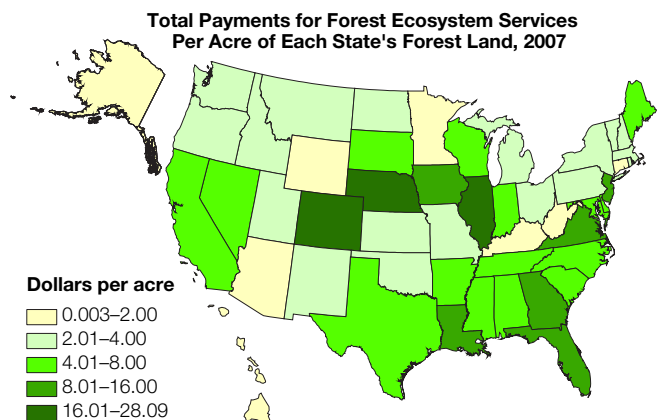 Total Payments for Forest Ecosystem Services
Per Acre of Each State's Forest Land, 2007
Dollars per acre
0.003–2.00
2.01–4.00
4.01–8.00
8.01–16.00
16.01–28.09